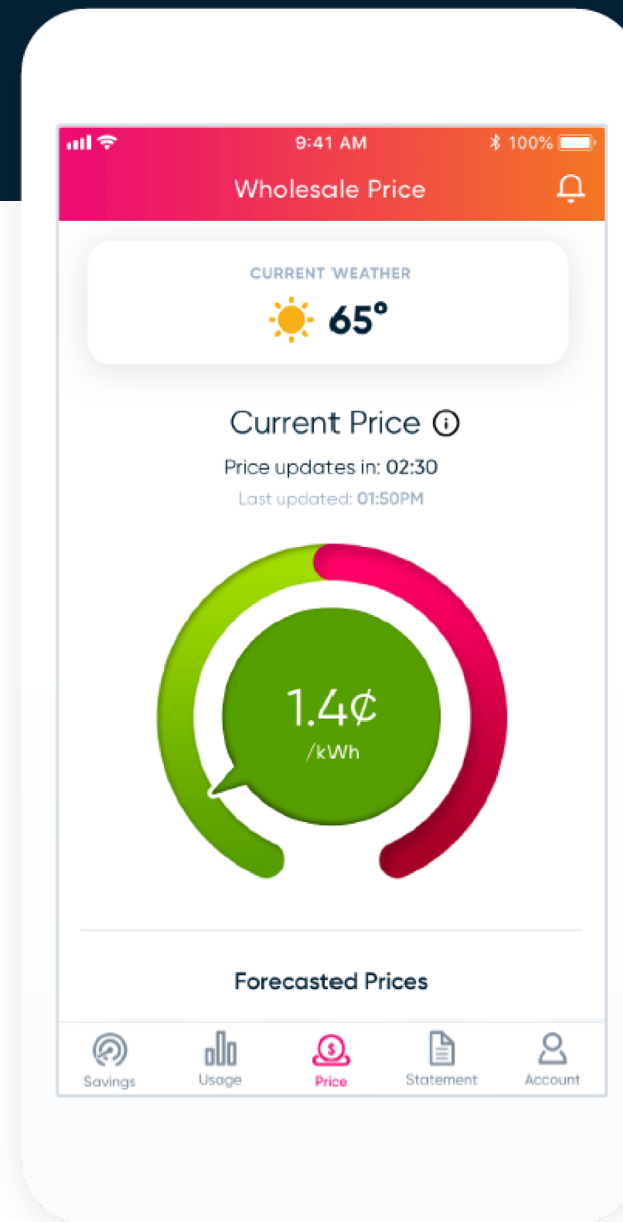 9:41 AM 100%
Wholesale Price
CURRENT WEATHER
65°
Current Price
Price updates in: 02:30
Last updated: 01:50PM
1.4¢
/kWh
Forecasted Prices
Savings Usage Price Statement Account